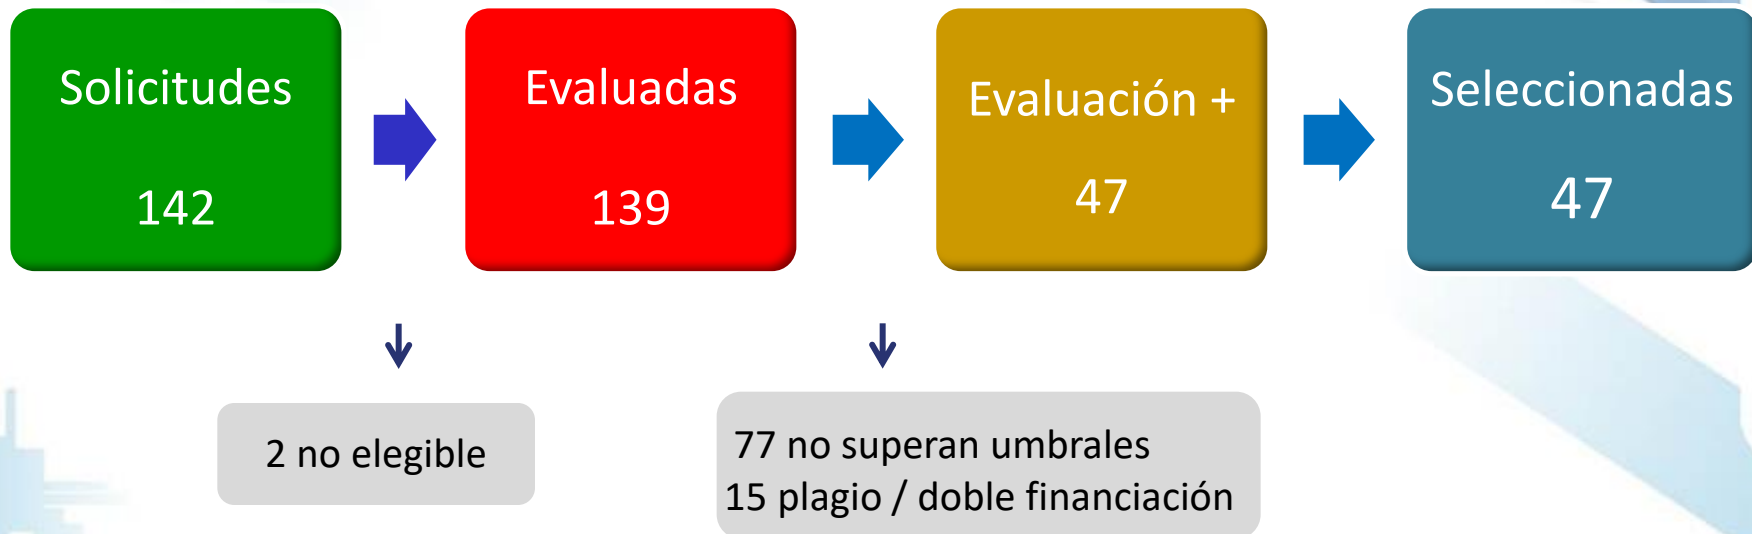 Solicitudes
142
Evaluadas
139
Evaluación +
47
Seleccionadas
47
2 no elegible
77 no superan umbrales
15 plagio / doble financiación